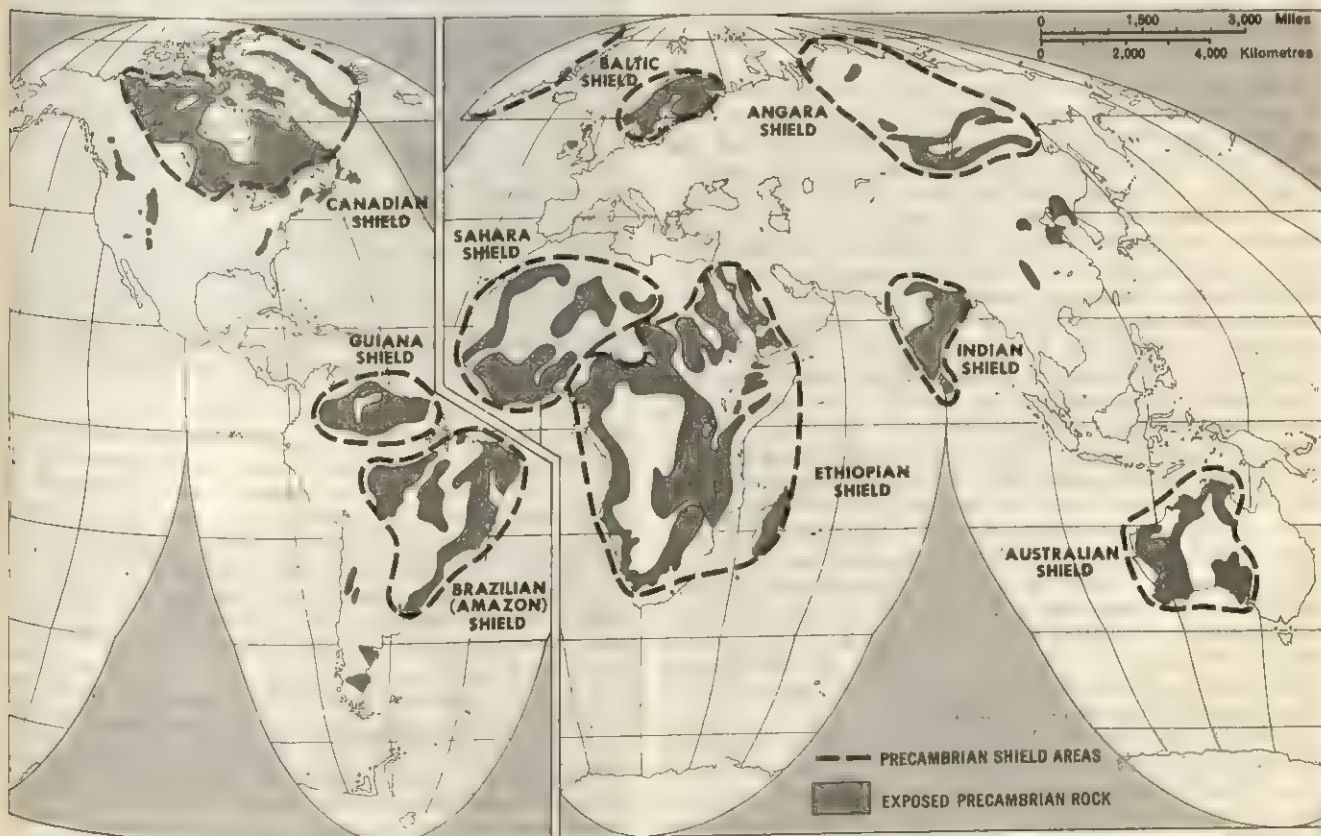 0 1,500 3,000 Miles
0 2,000 4,000 Kilometres
BALTIC
SHIELD
ANGARA
SHIELD
CANADIAN
SHIELD
SAHARA
SHIELD
GUIANA
SHIELD
INDIAN
SHIELD
ETHIOPIAN
SHIELD
AUSTRALIAN
SHIELD
BRAZILIAN
(AMAZON)
SHIELD
PRECAMBRIAN SHIELD AREAS
EXPOSED PRECAMBRIAN ROCK